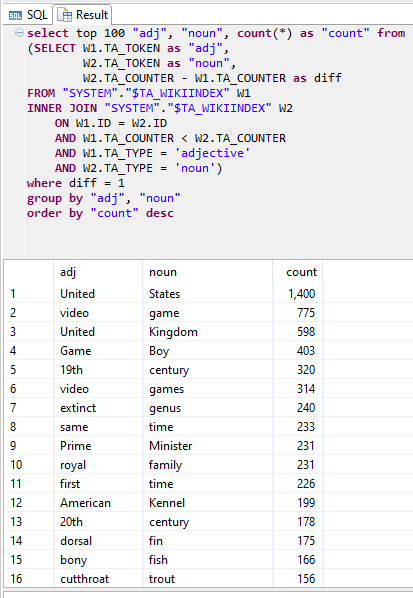 SQL Result
select top 100 "adj", "noun", count(*) as "count" from
(SELECT W1.TA_TOKEN as "adj",
W2.TA_TOKEN as "noun",
W2.TA_COUNTER - W1.TA_COUNTER as diff
FROM "SYSTEM"."$TA_WIKIINDEX" W1
INNER JOIN "SYSTEM"."$TA_WIKIINDEX" W2
ON W1.ID = W2.ID
AND W1.TA_COUNTER < W2.TA_COUNTER
AND W1.TA_TYPE = 'adjective'
AND W2.TA_TYPE = 'noun')
where diff = 1
group by "adj", "noun"
order by "count" desc
adj noun count
1 United States 1,400
2 video game 775
3 United Kingdom 598
4 Game Boy 403
5 19th century 320
6 video games 314
7 extinct genus 240
8 same time 233
9 Prime Minister 231
10 royal family 231
11 first time 226
12 American Kennel 199
13 20th century 178
14 dorsal fin 175
15 bony fish 166
16 cutthroat trout 156